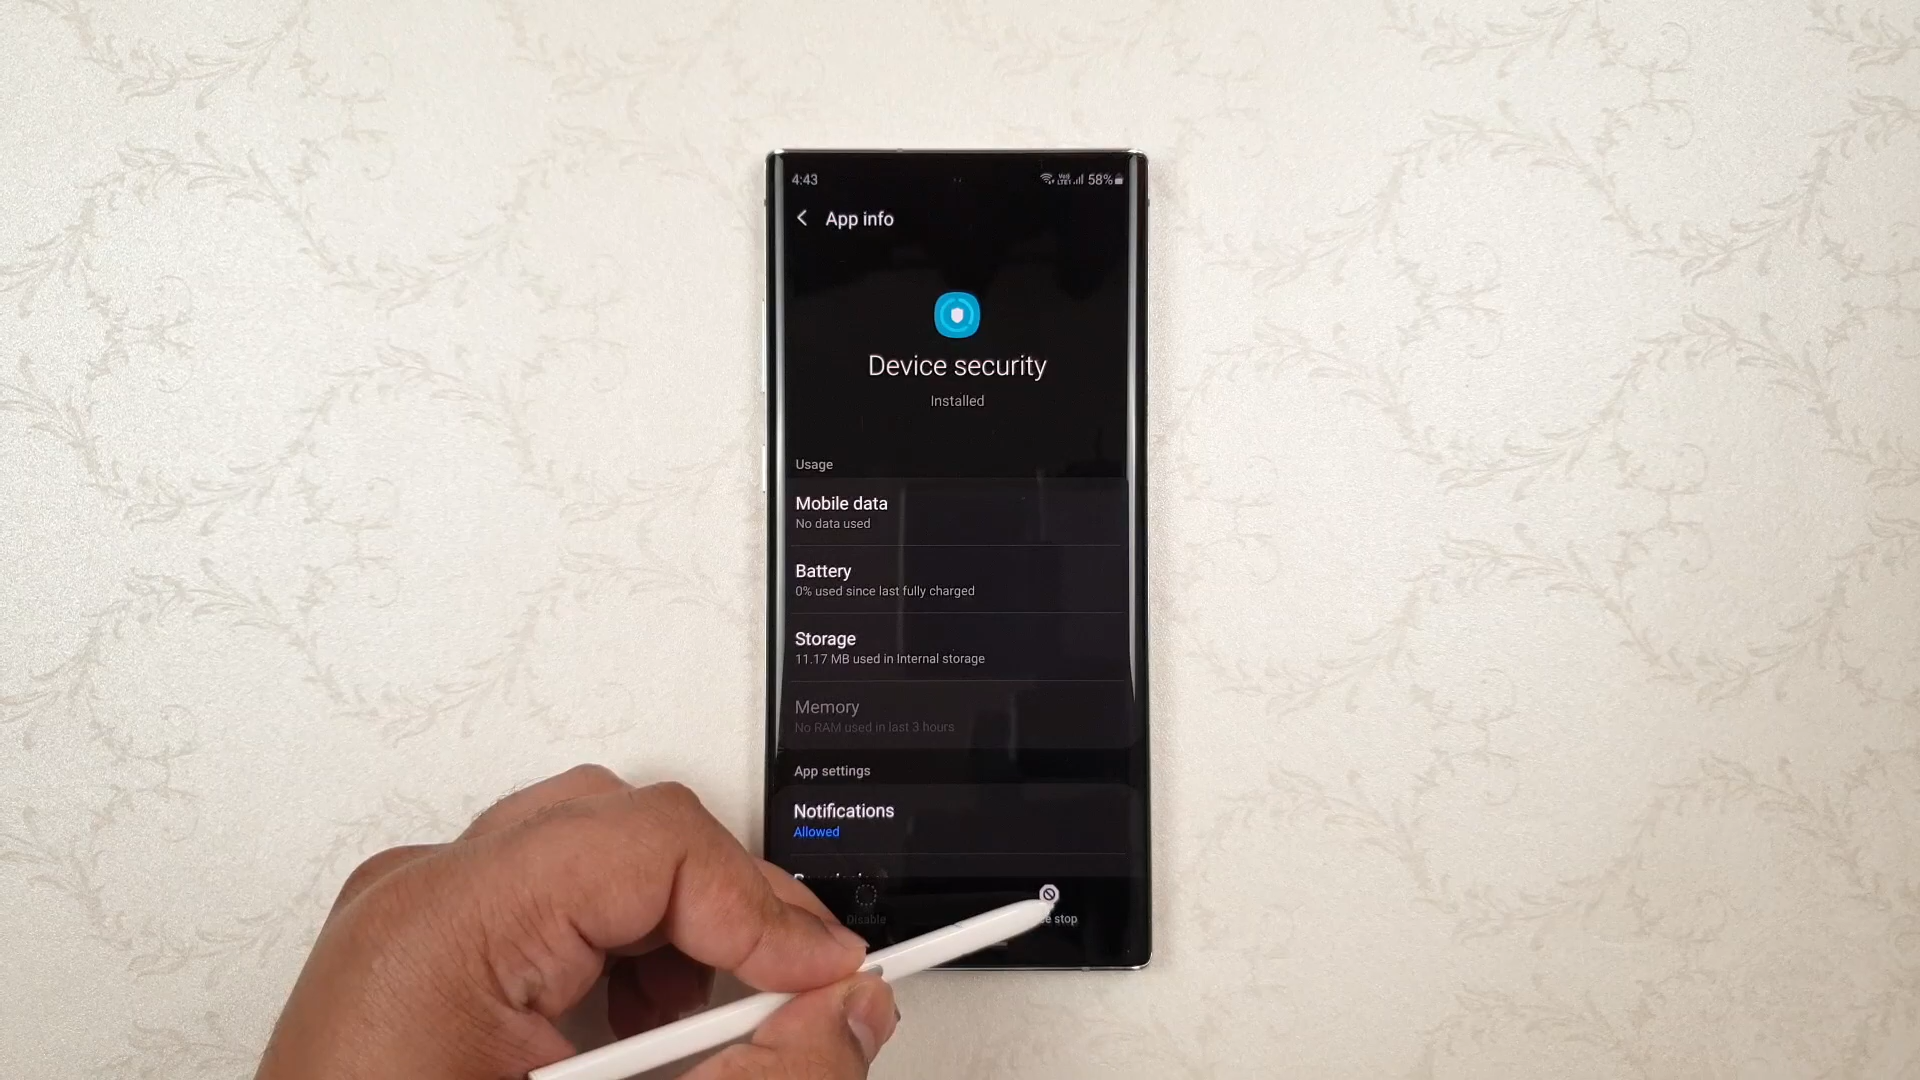 4:43
58%
App info
Device security
Installed
Usage
Mobile data
No data used
Battery
0% used since last fully charged
Storage
11.17 MB used in Internal storage
Memory
No RAM used in last 3 hours
App settings
Notifications
Allowed
Disable
stop